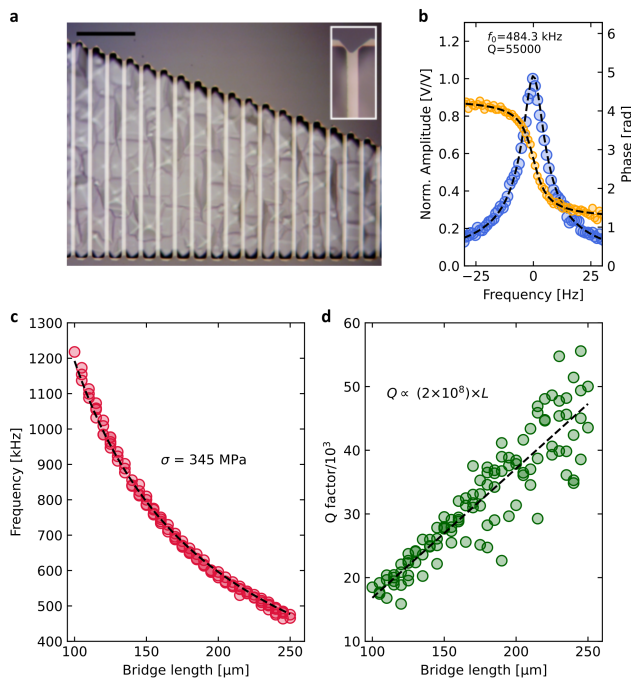 a
b
f₀=484.3 kHz
Q=55000
Norm. Amplitude [V/V]
1.0
0.8
0.6
0.4
0.2
0.0
6
5
4
3
2
1
0
Phase [rad]
−25
0
25
Frequency [Hz]
c
Frequency [kHz]
1300
1200
1100
1000
900
800
700
600
500
400
σ = 345 MPa
100
150
200
250
Bridge length [μm]
d
Q factor/10³
60
50
40
30
20
10
Q ∝ (2×10⁸)×L
100
150
200
250
Bridge length [μm]